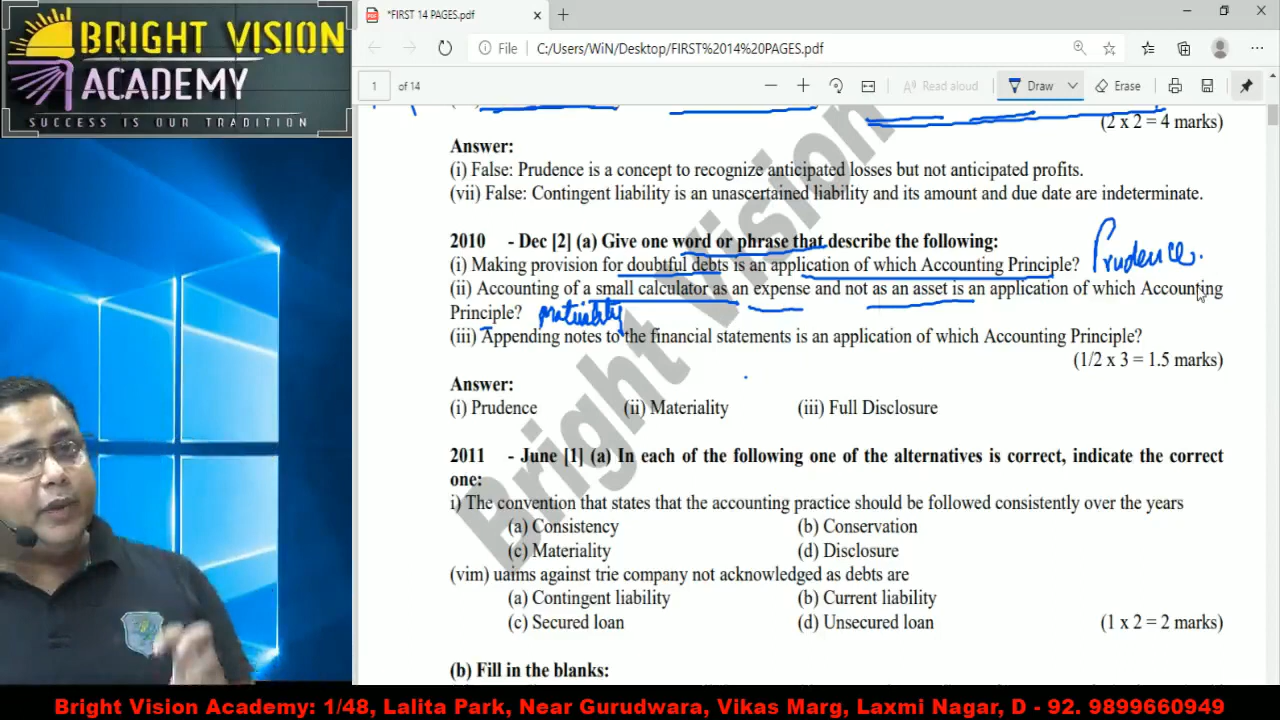 BRIGHT VISION
ACADEMY
SUCCESS IS OUR TRADITION
*FIRST 14 PAGES.pdf
File
C:/Users/WiN/Desktop/FIRST%2014%20PAGES.pdf
1 of 14
Read aloud
Draw
Erase
(2 x 2 = 4 marks)
Answer:
(i) False: Prudence is a concept to recognize anticipated losses but not anticipated profits.
(vii) False: Contingent liability is an unascertained liability and its amount and due date are indeterminate.
2010 - Dec [2] (a) Give one word or phrase that describe the following:
(i) Making provision for doubtful debts is an application of which Accounting Principle? Prudence.
(ii) Accounting of a small calculator as an expense and not as an asset is an application of which Accounting
Principle?
(iii) Appending notes to the financial statements is an application of which Accounting Principle?
(1/2 x 3 = 1.5 marks)
Answer:
(i) Prudence (ii) Materiality (iii) Full Disclosure
2011 - June [1] (a) In each of the following one of the alternatives is correct, indicate the correct
one:
i) The convention that states that the accounting practice should be followed consistently over the years
(a) Consistency (b) Conservation
(c) Materiality (d) Disclosure
(vim) uaims against trie company not acknowledged as debts are
(a) Contingent liability (b) Current liability
(c) Secured loan (d) Unsecured loan (1 x 2 = 2 marks)
(b) Fill in the blanks:
Bright Vision
Bright Vision Academy: 1/48, Lalita Park, Near Gurudwara, Vikas Marg, Laxmi Nagar, D - 92. 9899660949